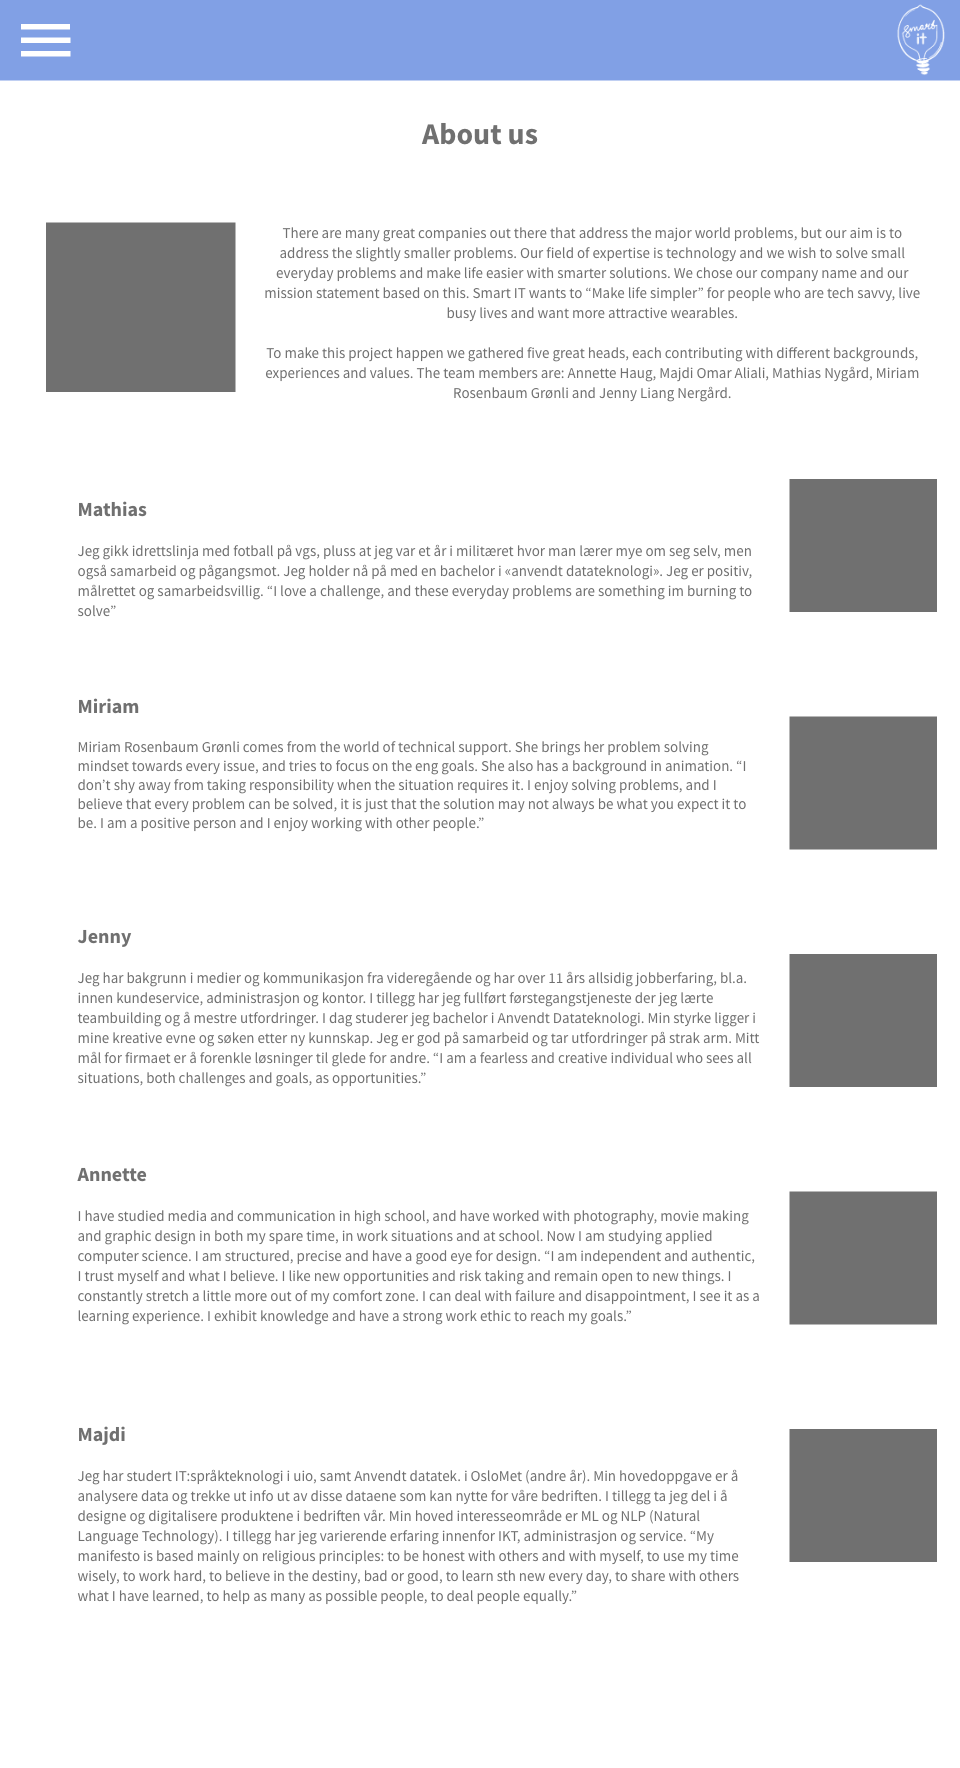 smart
it
About us
There are many great companies out there that address the major world problems, but our aim is to
address the slightly smaller problems. Our field of expertise is technology and we wish to solve small
everyday problems and make life easier with smarter solutions. We chose our company name and our
mission statement based on this. Smart IT wants to “Make life simpler” for people who are tech savvy, live
busy lives and want more attractive wearables.
To make this project happen we gathered five great heads, each contributing with different backgrounds,
experiences and values. The team members are: Annette Haug, Majdi Omar Aliali, Mathias Nygård, Miriam
Rosenbaum Grønli and Jenny Liang Nergård.
Mathias
Jeg gikk idrettslinja med fotball på vgs, pluss at jeg var et år i militæret hvor man lærer mye om seg selv, men
også samarbeid og pågangsmot. Jeg holder nå på med en bachelor i «anvendt datateknologi». Jeg er positiv,
målrettet og samarbeidsvillig. “I love a challenge, and these everyday problems are something im burning to
solve”
Miriam
Miriam Rosenbaum Grønli comes from the world of technical support. She brings her problem solving
mindset towards every issue, and tries to focus on the eng goals. She also has a background in animation. “I
don’t shy away from taking responsibility when the situation requires it. I enjoy solving problems, and I
believe that every problem can be solved, it is just that the solution may not always be what you expect it to
be. I am a positive person and I enjoy working with other people.”
Jenny
Jeg har bakgrunn i medier og kommunikasjon fra videregående og har over 11 års allsidig jobberfaring, bl.a.
innen kundeservice, administrasjon og kontor. I tillegg har jeg fullført førstegangstjeneste der jeg lærte
teambuilding og å mestre utfordringer. I dag studerer jeg bachelor i Anvendt Datateknologi. Min styrke ligger i
mine kreative evne og søken etter ny kunnskap. Jeg er god på samarbeid og tar utfordringer på strak arm. Mitt
mål for firmaet er å forenkle løsninger til glede for andre. “I am a fearless and creative individual who sees all
situations, both challenges and goals, as opportunities.”
Annette
I have studied media and communication in high school, and have worked with photography, movie making
and graphic design in both my spare time, in work situations and at school. Now I am studying applied
computer science. I am structured, precise and have a good eye for design. “I am independent and authentic,
I trust myself and what I believe. I like new opportunities and risk taking and remain open to new things. I
constantly stretch a little more out of my comfort zone. I can deal with failure and disappointment, I see it as a
learning experience. I exhibit knowledge and have a strong work ethic to reach my goals.”
Majdi
Jeg har studert IT:språkteknologi i uio, samt Anvendt datatek. i OsloMet (andre år). Min hovedoppgave er å
analysere data og trekke ut info ut av disse dataene som kan nytte for våre bedriften. I tillegg ta jeg del i å
designe og digitalisere produktene i bedriften vår. Min hoved interesseområde er ML og NLP (Natural
Language Technology). I tillegg har jeg varierende erfaring innenfor IKT, administrasjon og service. “My
manifesto is based mainly on religious principles: to be honest with others and with myself, to use my time
wisely, to work hard, to believe in the destiny, bad or good, to learn sth new every day, to share with others
what I have learned, to help as many as possible people, to deal people equally.”